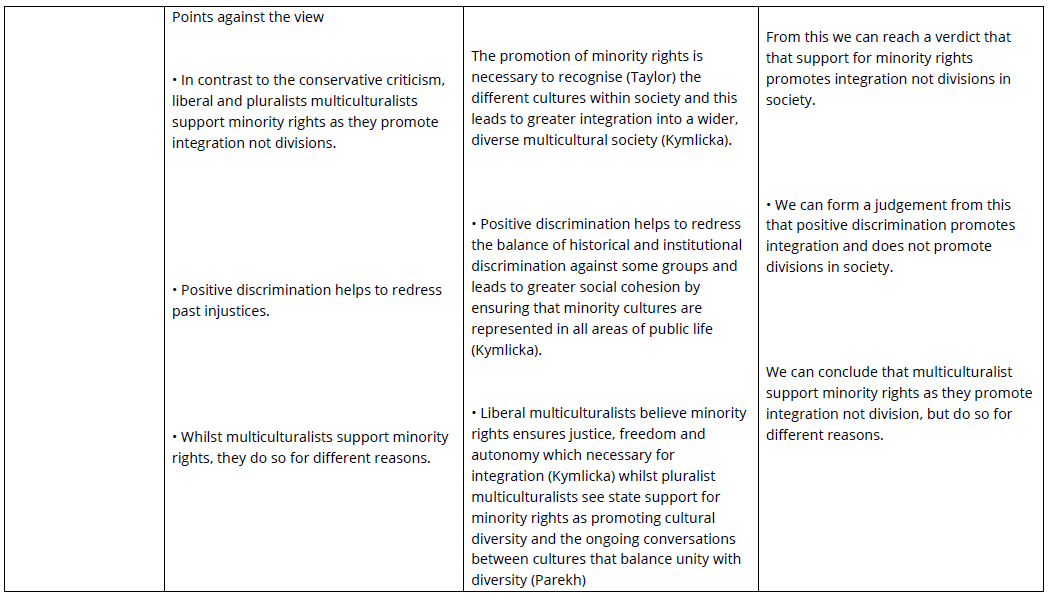 Points against the view
• In contrast to the conservative criticism,
liberal and pluralists multiculturalists
support minority rights as they promote
integration not divisions.
• Positive discrimination helps to redress
past injustices.
• Whilst multiculturalists support minority
rights, they do so for different reasons.
The promotion of minority rights is
necessary to recognise (Taylor) the
different cultures within society and this
leads to greater integration into a wider,
diverse multicultural society (Kymlicka).
• Positive discrimination helps to redress
the balance of historical and institutional
discrimination against some groups and
leads to greater social cohesion by
ensuring that minority cultures are
represented in all areas of public life
(Kymlicka).
• Liberal multiculturalists believe minority
rights ensures justice, freedom and
autonomy which necessary for
integration (Kymlicka) whilst pluralist
multiculturalists see state support for
minority rights as promoting cultural
diversity and the ongoing conversations
between cultures that balance unity with
diversity (Parekh)
From this we can reach a verdict that
that support for minority rights
promotes integration not divisions in
society.
• We can form a judgement from this
that positive discrimination promotes
integration and does not promote
divisions in society.
We can conclude that multiculturalist
support minority rights as they promote
integration not division, but do so for
different reasons.